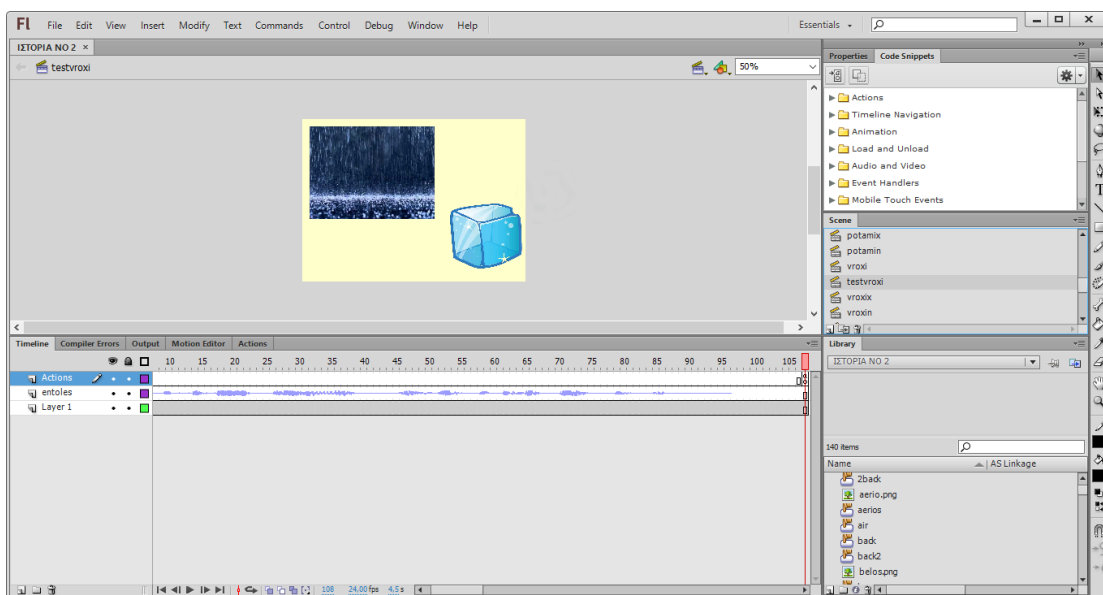 Fl File Edit View Insert Modify Text Commands Control Debug Window Help Essentials
ΙΣΤΟΡΙΑ ΝΟ 2 ×
testvroxi 50%
Properties Code Snippets
Actions
Timeline Navigation
Animation
Load and Unload
Audio and Video
Event Handlers
Mobile Touch Events
Scene
potamix
potamin
vroxi
testvroxi
vroxix
vroxin
Timeline Compiler Errors Output Motion Editor Actions
10 15 20 25 30 35 40 45 50 55 60 65 70 75 80 85 90 95 100 105
Actions
entoles
Layer 1
108 24.00 fps 4.5 s
Library
ΙΣΤΟΡΙΑ ΝΟ 2
140 items
Name AS Linkage
2back
aerio.png
aerios
air
back
back2
belos.png